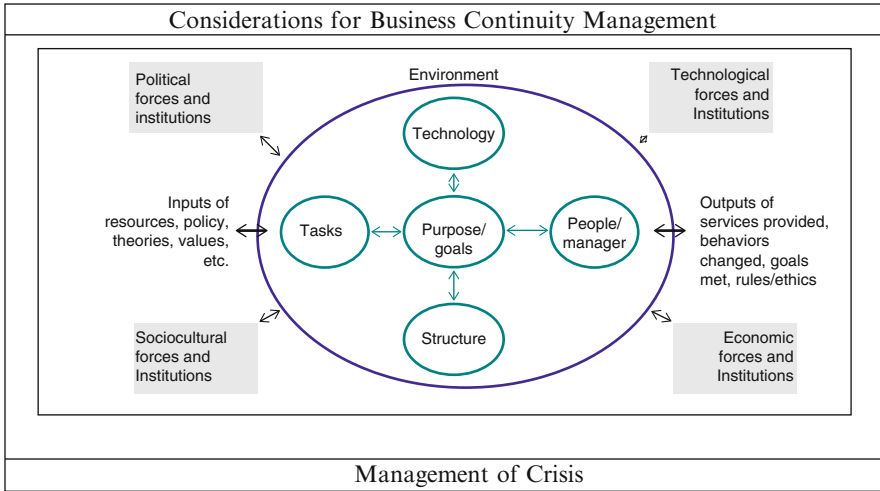 Considerations for Business Continuity Management
Political
forces and
institutions
Environment
Technological
forces and
Institutions
Technology
Inputs of
resources, policy,
theories, values,
etc.
Tasks
Purpose/
goals
People/
manager
Outputs of
services provided,
behaviors
changed, goals
met, rules/ethics
Structure
Sociocultural
forces and
Institutions
Economic
forces and
Institutions
Management of Crisis